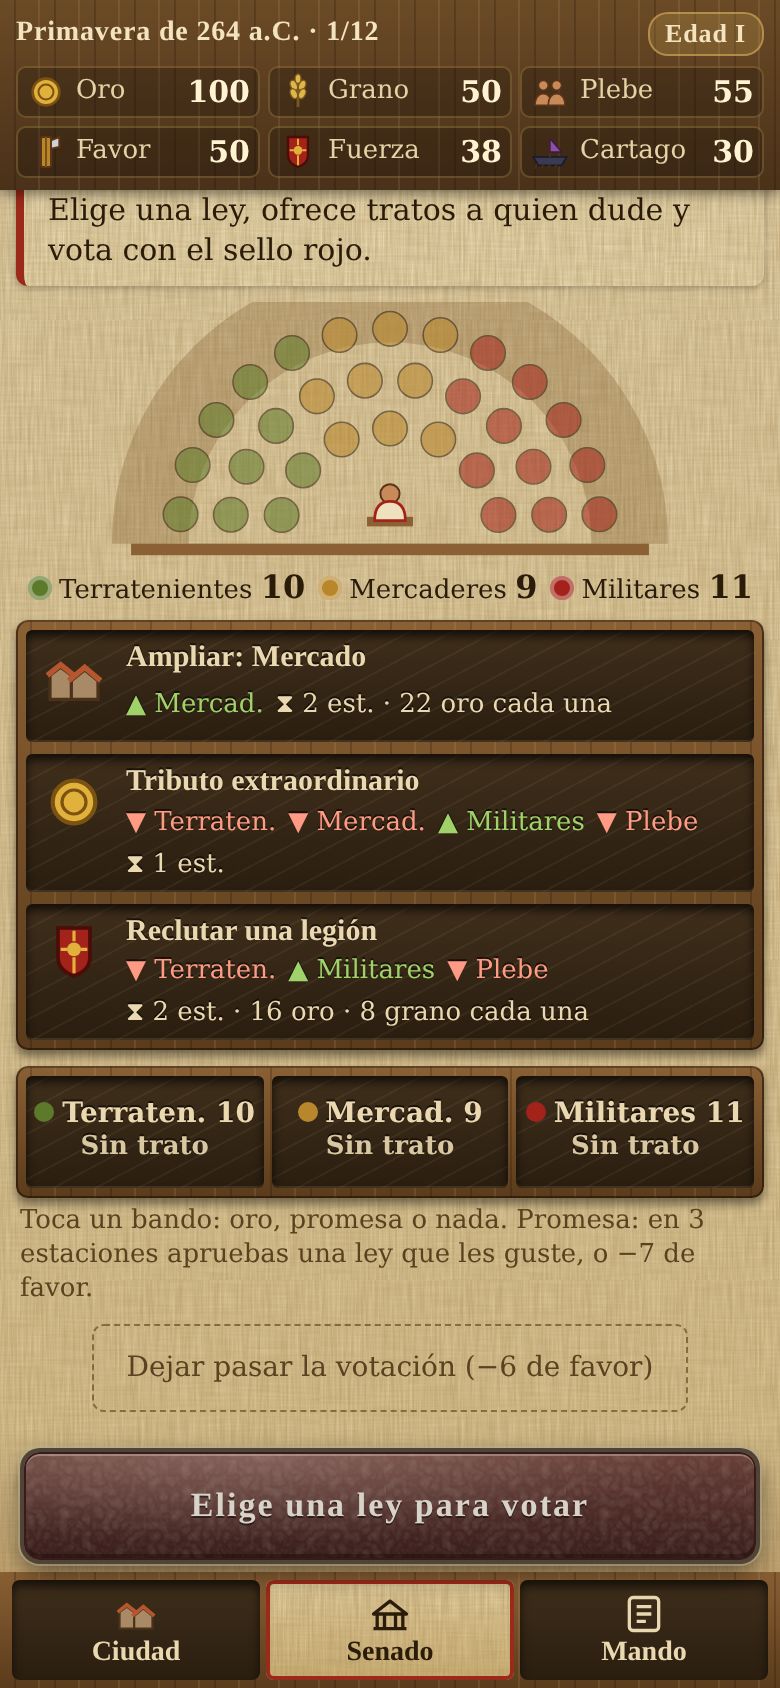 Primavera de 264 a.C. · 1/12
Edad I
Oro 100
Grano 50
Plebe 55
Favor 50
Fuerza 38
Cartago 30
Elige una ley, ofrece tratos a quien dude y
vota con el sello rojo.
Terratenientes 10 Mercaderes 9 Militares 11
Ampliar: Mercado
▲ Mercad. ⧗ 2 est. · 22 oro cada una
Tributo extraordinario
▼ Terraten. ▼ Mercad. ▲ Militares ▼ Plebe
⧗ 1 est.
Reclutar una legión
▼ Terraten. ▲ Militares ▼ Plebe
⧗ 2 est. · 16 oro · 8 grano cada una
Terraten. 10
Sin trato
Mercad. 9
Sin trato
Militares 11
Sin trato
Toca un bando: oro, promesa o nada. Promesa: en 3
estaciones apruebas una ley que les guste, o −7 de
favor.
Dejar pasar la votación (−6 de favor)
Elige una ley para votar
Ciudad
Senado
Mando